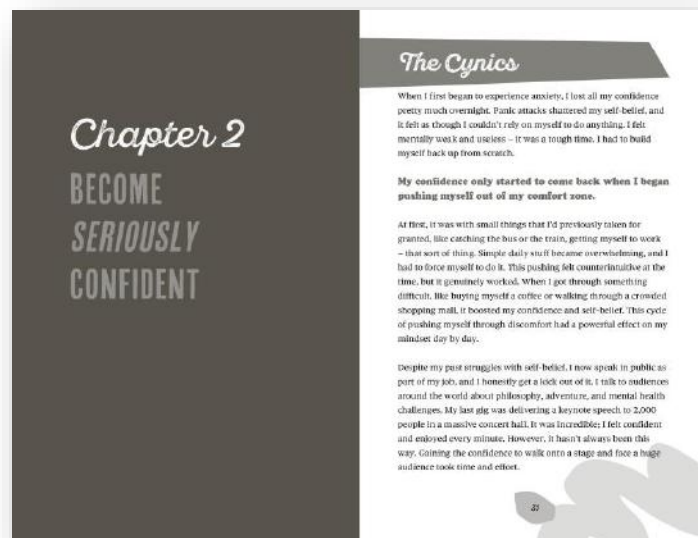 Chapter 2
BECOME
SERIOUSLY
CONFIDENT
The Cynics
When I first began to experience anxiety, I lost all my confidence
pretty much overnight. Panic attacks shattered my self-belief, and
it felt as though I couldn't rely on myself to do anything. I felt
mentally weak and useless – it was a tough time. I had to build
myself back up from scratch.
My confidence only started to come back when I began
pushing myself out of my comfort zone.
At first, it was with small things that I'd previously taken for
granted, like catching the bus or the train, getting myself to work
– that sort of thing. Simple daily stuff became overwhelming, and I
had to force myself to do it. This pushing felt counterintuitive at the
time, but it genuinely worked. When I got through something
difficult, like buying myself a coffee or walking through a crowded
shopping mall, it boosted my confidence and self-belief. This cycle
of pushing myself through discomfort had a powerful effect on my
mindset day by day.
Despite my past struggles with self-belief, I now speak in public as
part of my job, and I honestly get a kick out of it. I talk to audiences
around the world about philosophy, adventure, and mental health
challenges. My last gig was delivering a keynote speech to 2,000
people in a massive concert hall. It was incredible; I felt confident
and enjoyed every minute. However, it hasn't always been this
way. Gaining the confidence to walk onto a stage and face a huge
audience took time and effort.